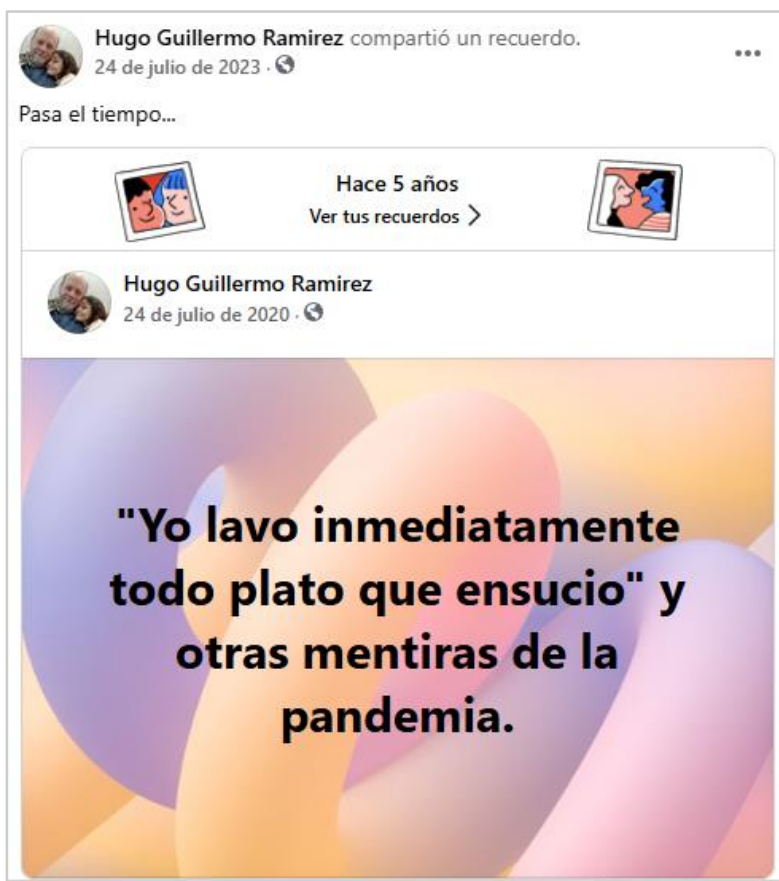 Hugo Guillermo Ramirez compartió un recuerdo.
24 de julio de 2023 ·
Pasa el tiempo...
Hace 5 años
Ver tus recuerdos >
Hugo Guillermo Ramirez
24 de julio de 2020 ·
"Yo lavo inmediatamente
todo plato que ensucio" y
otras mentiras de la
pandemia.